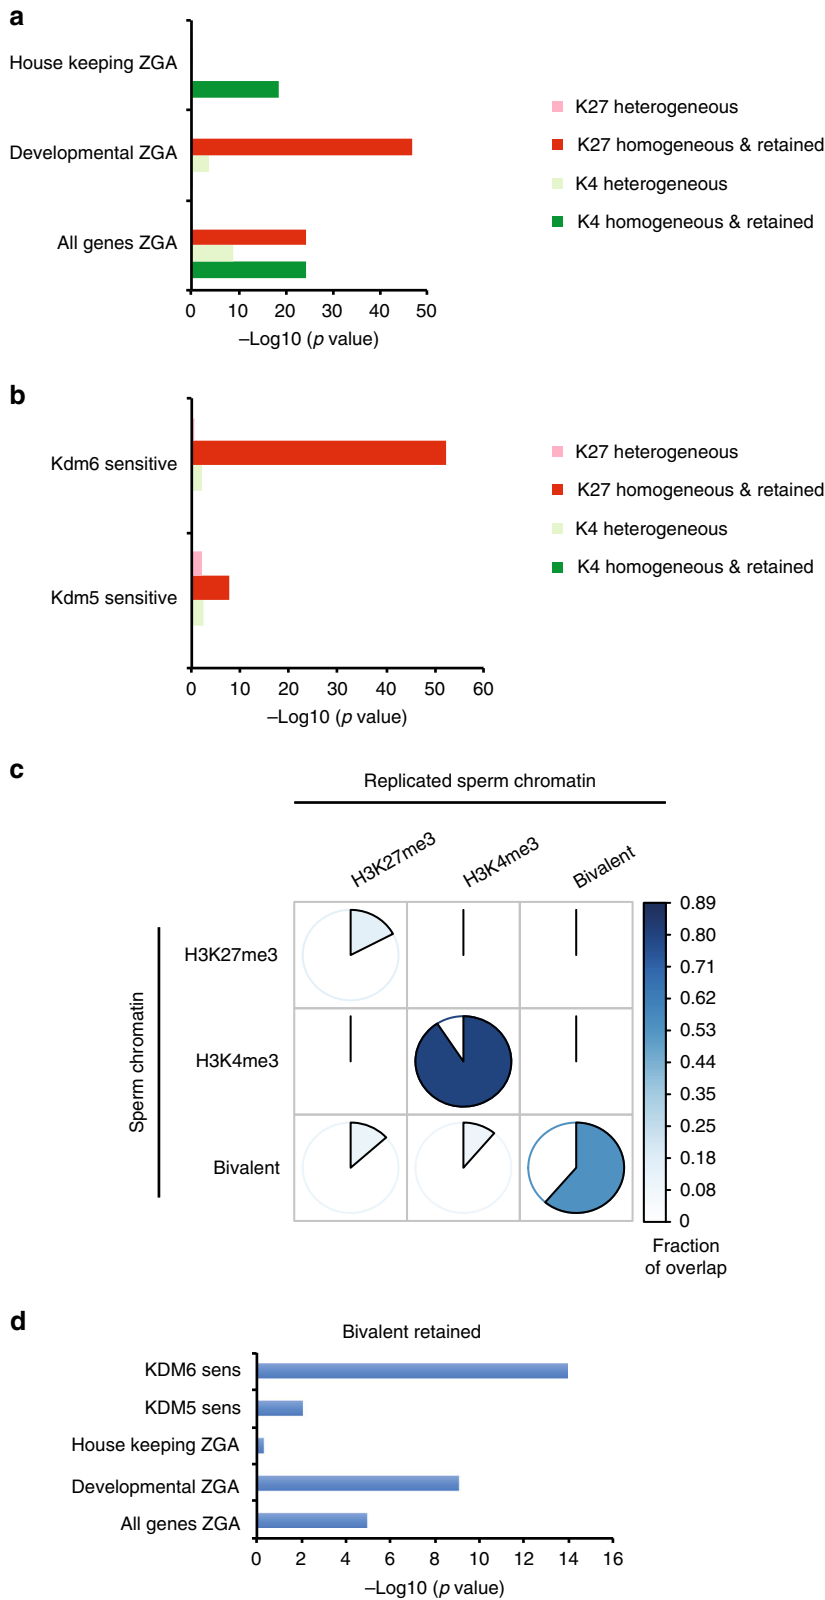 a
House keeping ZGA
Developmental ZGA
All genes ZGA
0 10 20 30 40 50
–Log10 (p value)
K27 heterogeneous
K27 homogeneous & retained
K4 heterogeneous
K4 homogeneous & retained
b
Kdm6 sensitive
Kdm5 sensitive
0 10 20 30 40 50 60
–Log10 (p value)
K27 heterogeneous
K27 homogeneous & retained
K4 heterogeneous
K4 homogeneous & retained
c
Replicated sperm chromatin
H3K27me3 H3K4me3 Bivalent
Sperm chromatin
H3K27me3
H3K4me3
Bivalent
0.89
0.80
0.71
0.62
0.53
0.44
0.35
0.25
0.18
0.08
0
Fraction
of overlap
d
Bivalent retained
KDM6 sens
KDM5 sens
House keeping ZGA
Developmental ZGA
All genes ZGA
0 2 4 6 8 10 12 14 16
–Log10 (p value)